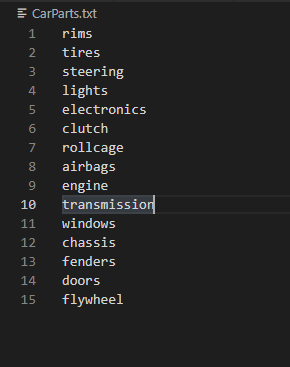 CarParts.txt
1 rims
2 tires
3 steering
4 lights
5 electronics
6 clutch
7 rollcage
8 airbags
9 engine
10 transmission
11 windows
12 chassis
13 fenders
14 doors
15 flywheel